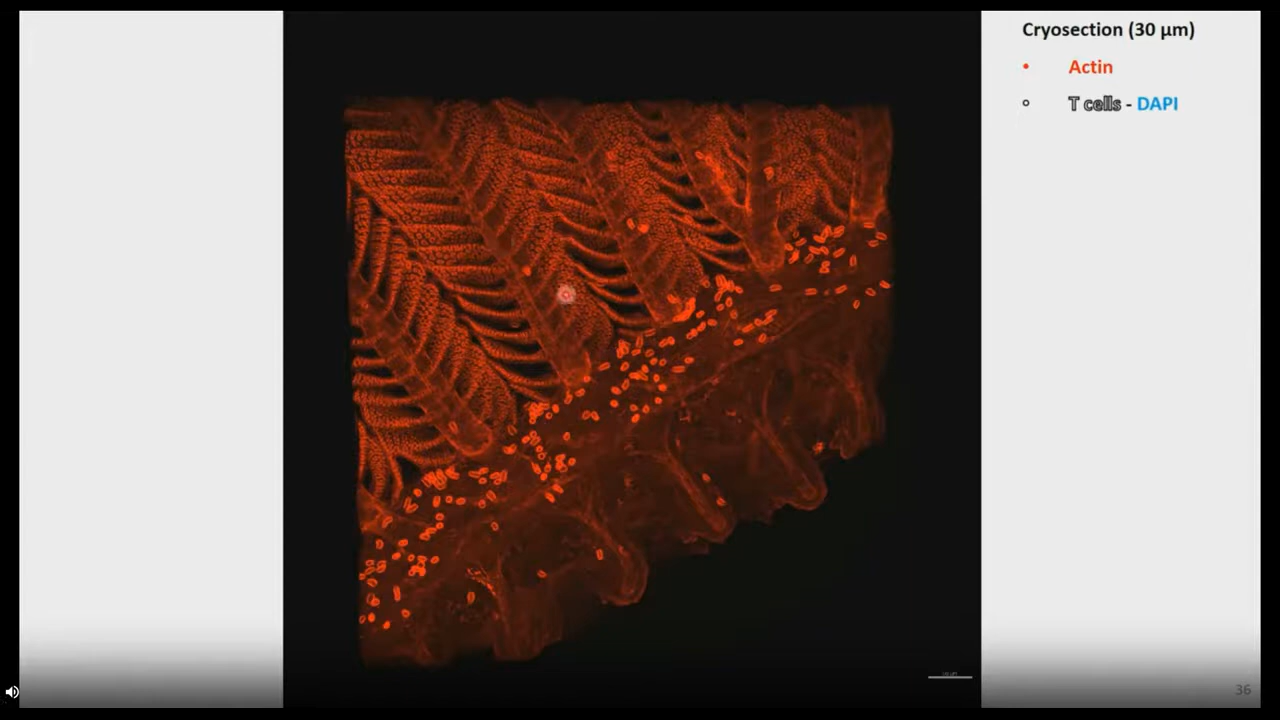 Cryosection (30 µm)
• Actin
○ T cells - DAPI
36